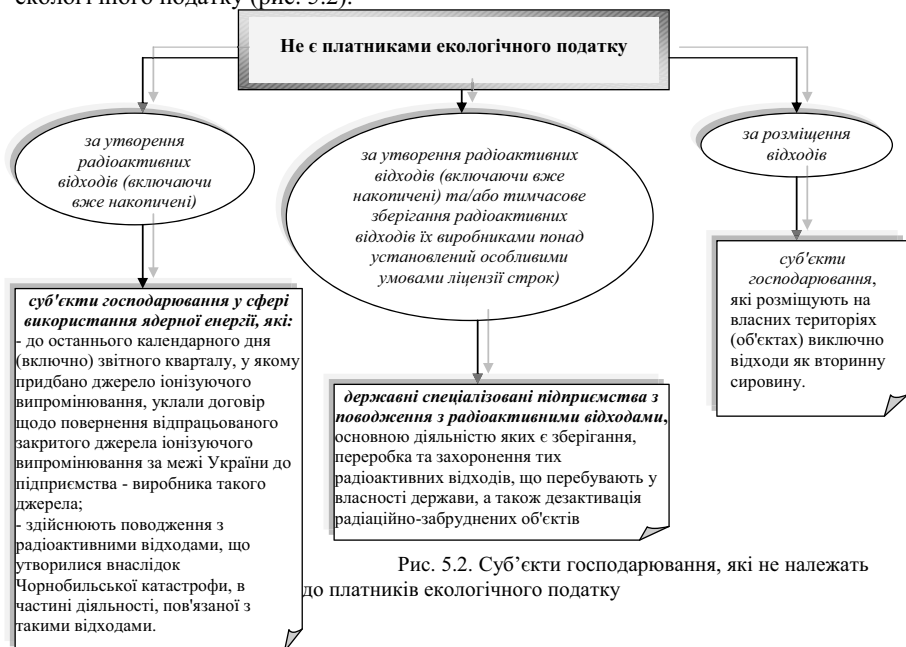 екологічного податку (рис. 5.2).
Не є платниками екологічного податку
за утворення
радіоактивних
відходів (включаючи
вже накопичені)
суб'єкти господарювання у сфері
використання ядерної енергії, які:
- до останнього календарного дня
(включно) звітного кварталу, у якому
придбано джерело іонізуючого
випромінювання, уклали договір
щодо повернення відпрацьованого
закритого джерела іонізуючого
випромінювання за межі України до
підприємства - виробника такого
джерела;
- здійснюють поводження з
радіоактивними відходами, що
утворилися внаслідок
Чорнобильської катастрофи, в
частині діяльності, пов'язаної з
такими відходами.
за утворення радіоактивних
відходів (включаючи вже
накопичені) та/або тимчасове
зберігання радіоактивних
відходів їх виробниками понад
установлений особливими
умовами ліцензії строк)
державні спеціалізовані підприємства з
поводження з радіоактивними відходами,
основною діяльністю яких є зберігання,
переробка та захоронення тих
радіоактивних відходів, що перебувають у
власності держави, а також дезактивація
радіаційно-забруднених об'єктів
за розміщення
відходів
суб'єкти
господарювання,
які розміщують на
власних територіях
(об'єктах) виключно
відходи як вторинну
сировину.
Рис. 5.2. Суб’єкти господарювання, які не належать
до платників екологічного податку